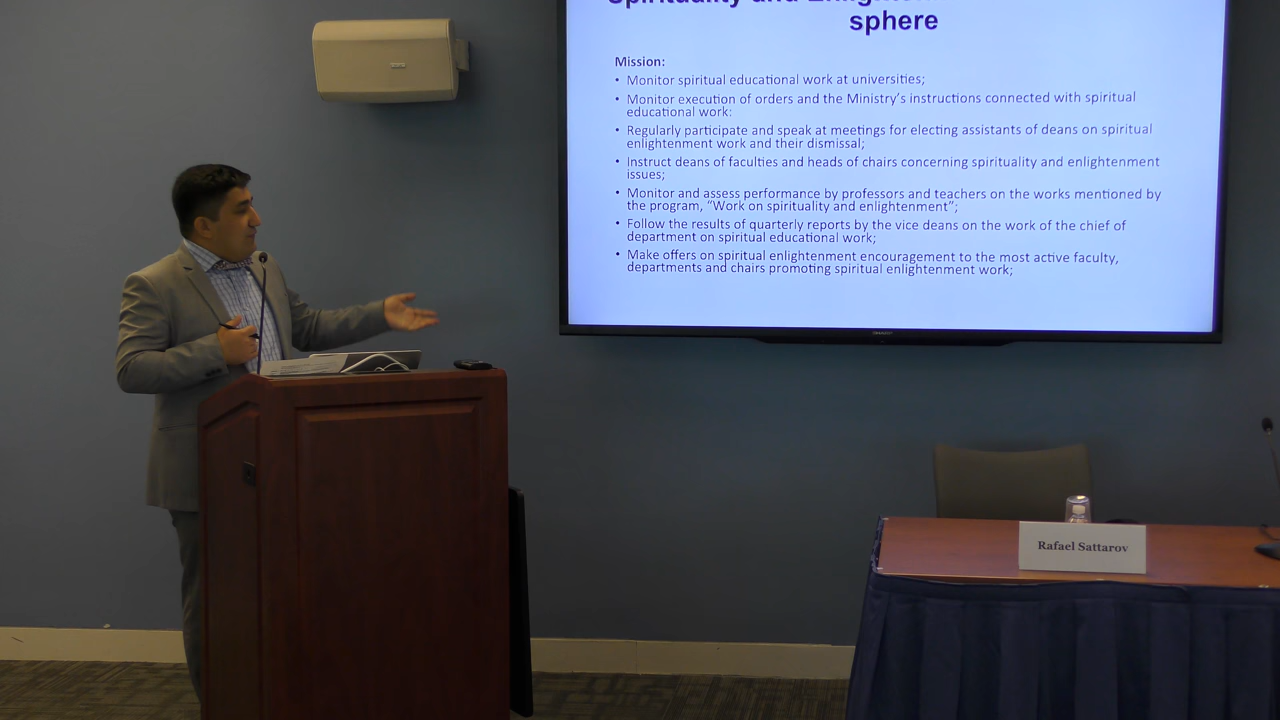 Spirituality and
sphere
Mission:
• Monitor spiritual educational work at universities;
• Monitor execution of orders and the Ministry's instructions connected with spiritual
educational work:
• Regularly participate and speak at meetings for electing assistants of deans on spiritual
enlightenment work and their dismissal;
• Instruct deans of faculties and heads of chairs concerning spirituality and enlightenment
issues;
• Monitor and assess performance by professors and teachers on the works mentioned by
the program, "Work on spirituality and enlightenment";
• Follow the results of quarterly reports by the vice deans on the work of the chief of
department on spiritual educational work;
• Make offers on spiritual enlightenment encouragement to the most active faculty,
departments and chairs promoting spiritual enlightenment work;
Rafael Sattarov